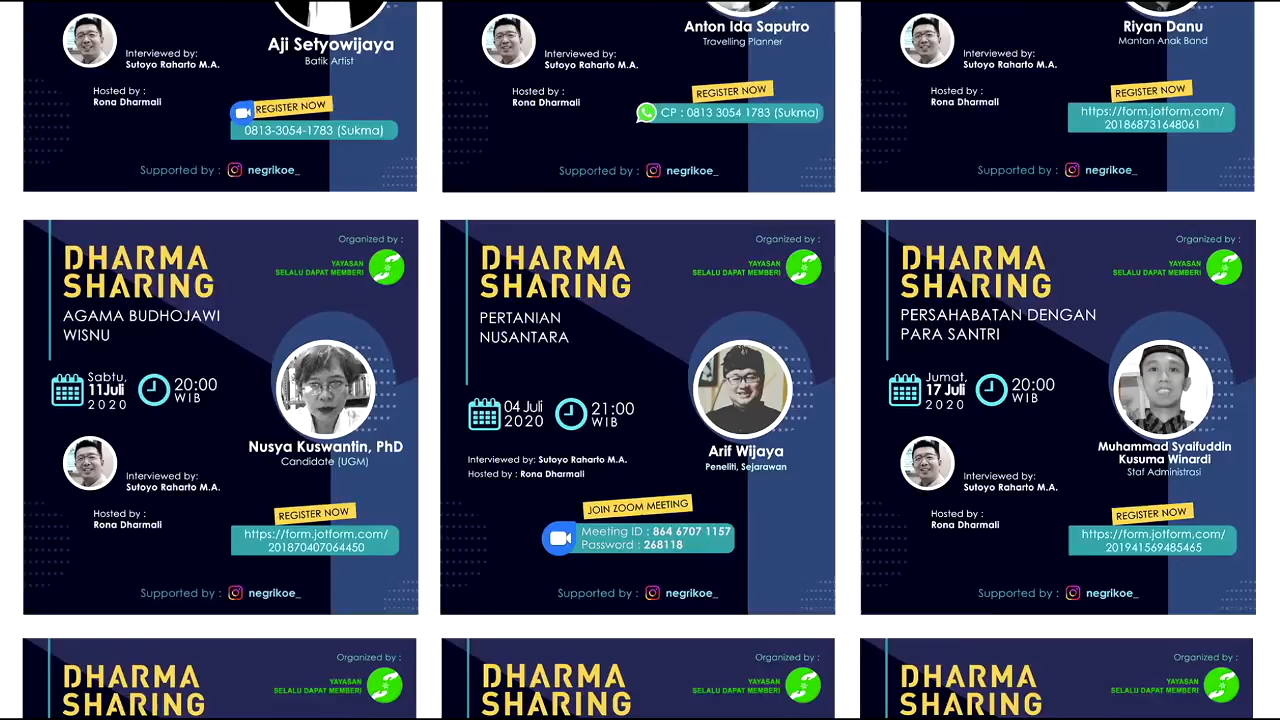 Aji Setyowijaya
Batik Artist
Interviewed by:
Sutoyo Raharto M.A.
Hosted by :
Rona Dharmali
REGISTER NOW
0813-3054-1783 (Sukma)
Supported by : negrikoe_
Anton Ida Saputro
Travelling Planner
Interviewed by:
Sutoyo Raharto M.A.
Hosted by :
Rona Dharmali
REGISTER NOW
CP : 0813 3054 1783 (Sukma)
Supported by : negrikoe_
Riyan Danu
Mantan Anak Band
Interviewed by:
Sutoyo Raharto M.A.
Hosted by :
Rona Dharmali
REGISTER NOW
https://form.jotform,com/
201868731648061
Supported by : negrikoe_
Organized by :
YAYASAN
SELALU DAPAT MEMBERI
DHARMA
SHARING
AGAMA BUDHOJAWI
WISNU
Sabtu,
11 Juli
2020
20:00
WIB
Nusya Kuswantin, PhD
Candidate (UGM)
Interviewed by:
Sutoyo Raharto M.A.
Hosted by :
Rona Dharmali
REGISTER NOW
https://form.jotform.com/
201870407064450
Supported by : negrikoe_
Organized by :
YAYASAN
SELALU DAPAT MEMBERI
DHARMA
SHARING
PERTANIAN
NUSANTARA
04 Juli
2020
21:00
WIB
Arif Wijaya
Peneliti, Sejarawan
Interviewed by: Sutoyo Raharto M.A.
Hosted by : Rona Dharmali
JOIN ZOOM MEETING
Meeting ID : 864 6707 1157
Password : 268118
Supported by : negrikoe_
Organized by :
YAYASAN
SELALU DAPAT MEMBERI
DHARMA
SHARING
PERSAHABATAN DENGAN
PARA SANTRI
Jumat,
17 Juli
2020
20:00
WIB
Muhammad Syaifuddin
Kusuma Winardi
Staf Administrasi
Interviewed by:
Sutoyo Raharto M.A.
Hosted by :
Rona Dharmali
REGISTER NOW
https://form.jotform.com/
201941569485465
Supported by : negrikoe_
Organized by :
YAYASAN
SELALU DAPAT MEMBERI
DHARMA
SHARING
Organized by :
YAYASAN
SELALU DAPAT MEMBERI
DHARMA
SHARING
Organized by :
YAYASAN
SELALU DAPAT MEMBERI
DHARMA
SHARING